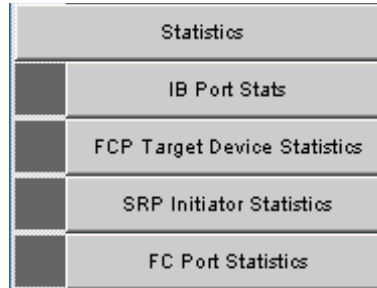 Statistics
IB Port Stats
FCP Target Device Statistics
SRP Initiator Statistics
FC Port Statistics